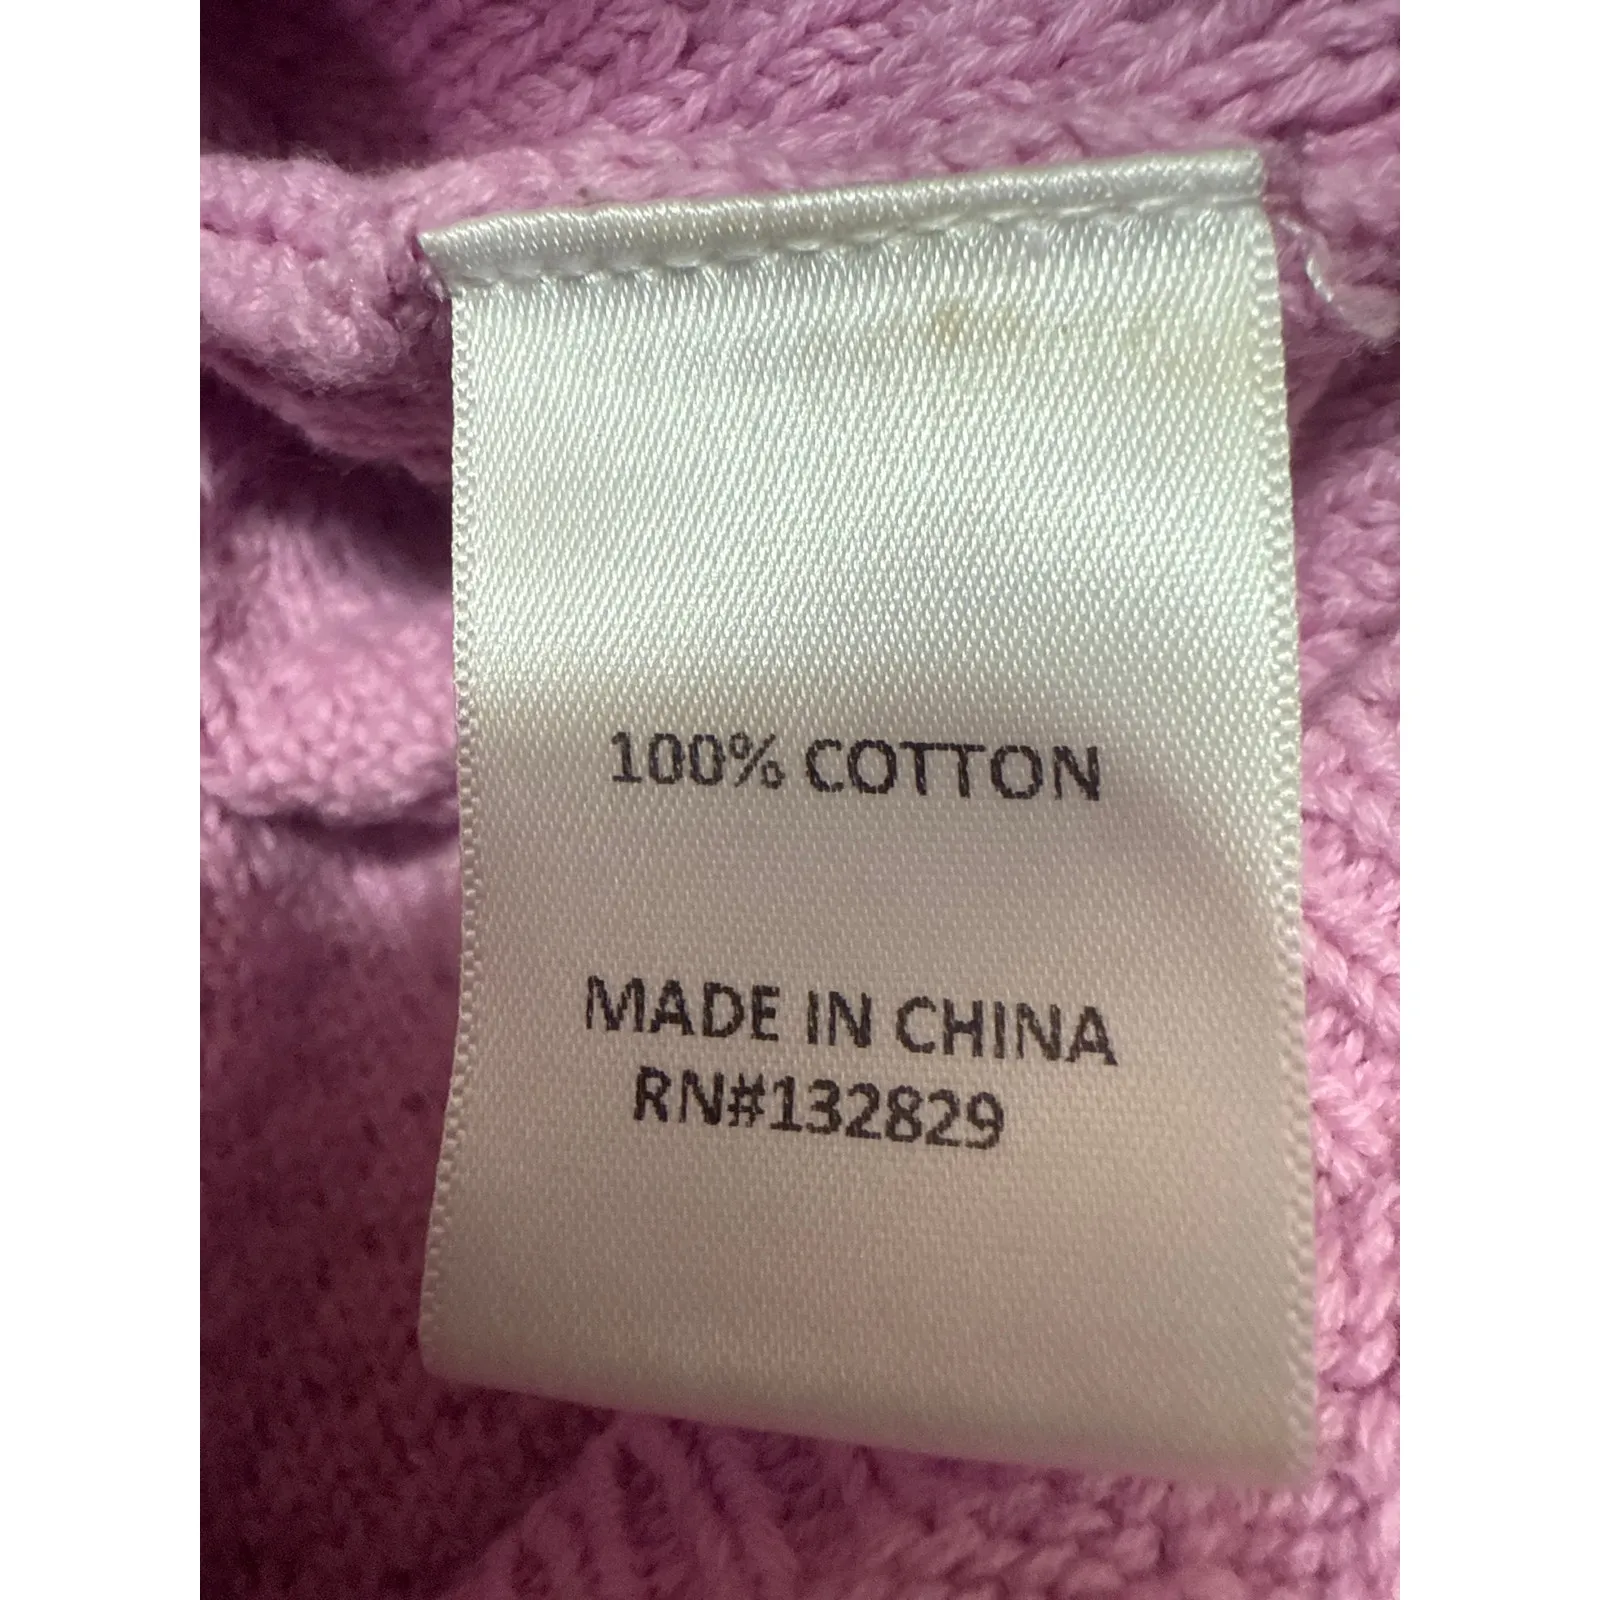 100% COTTON
MADE IN CHINA
RN#132829